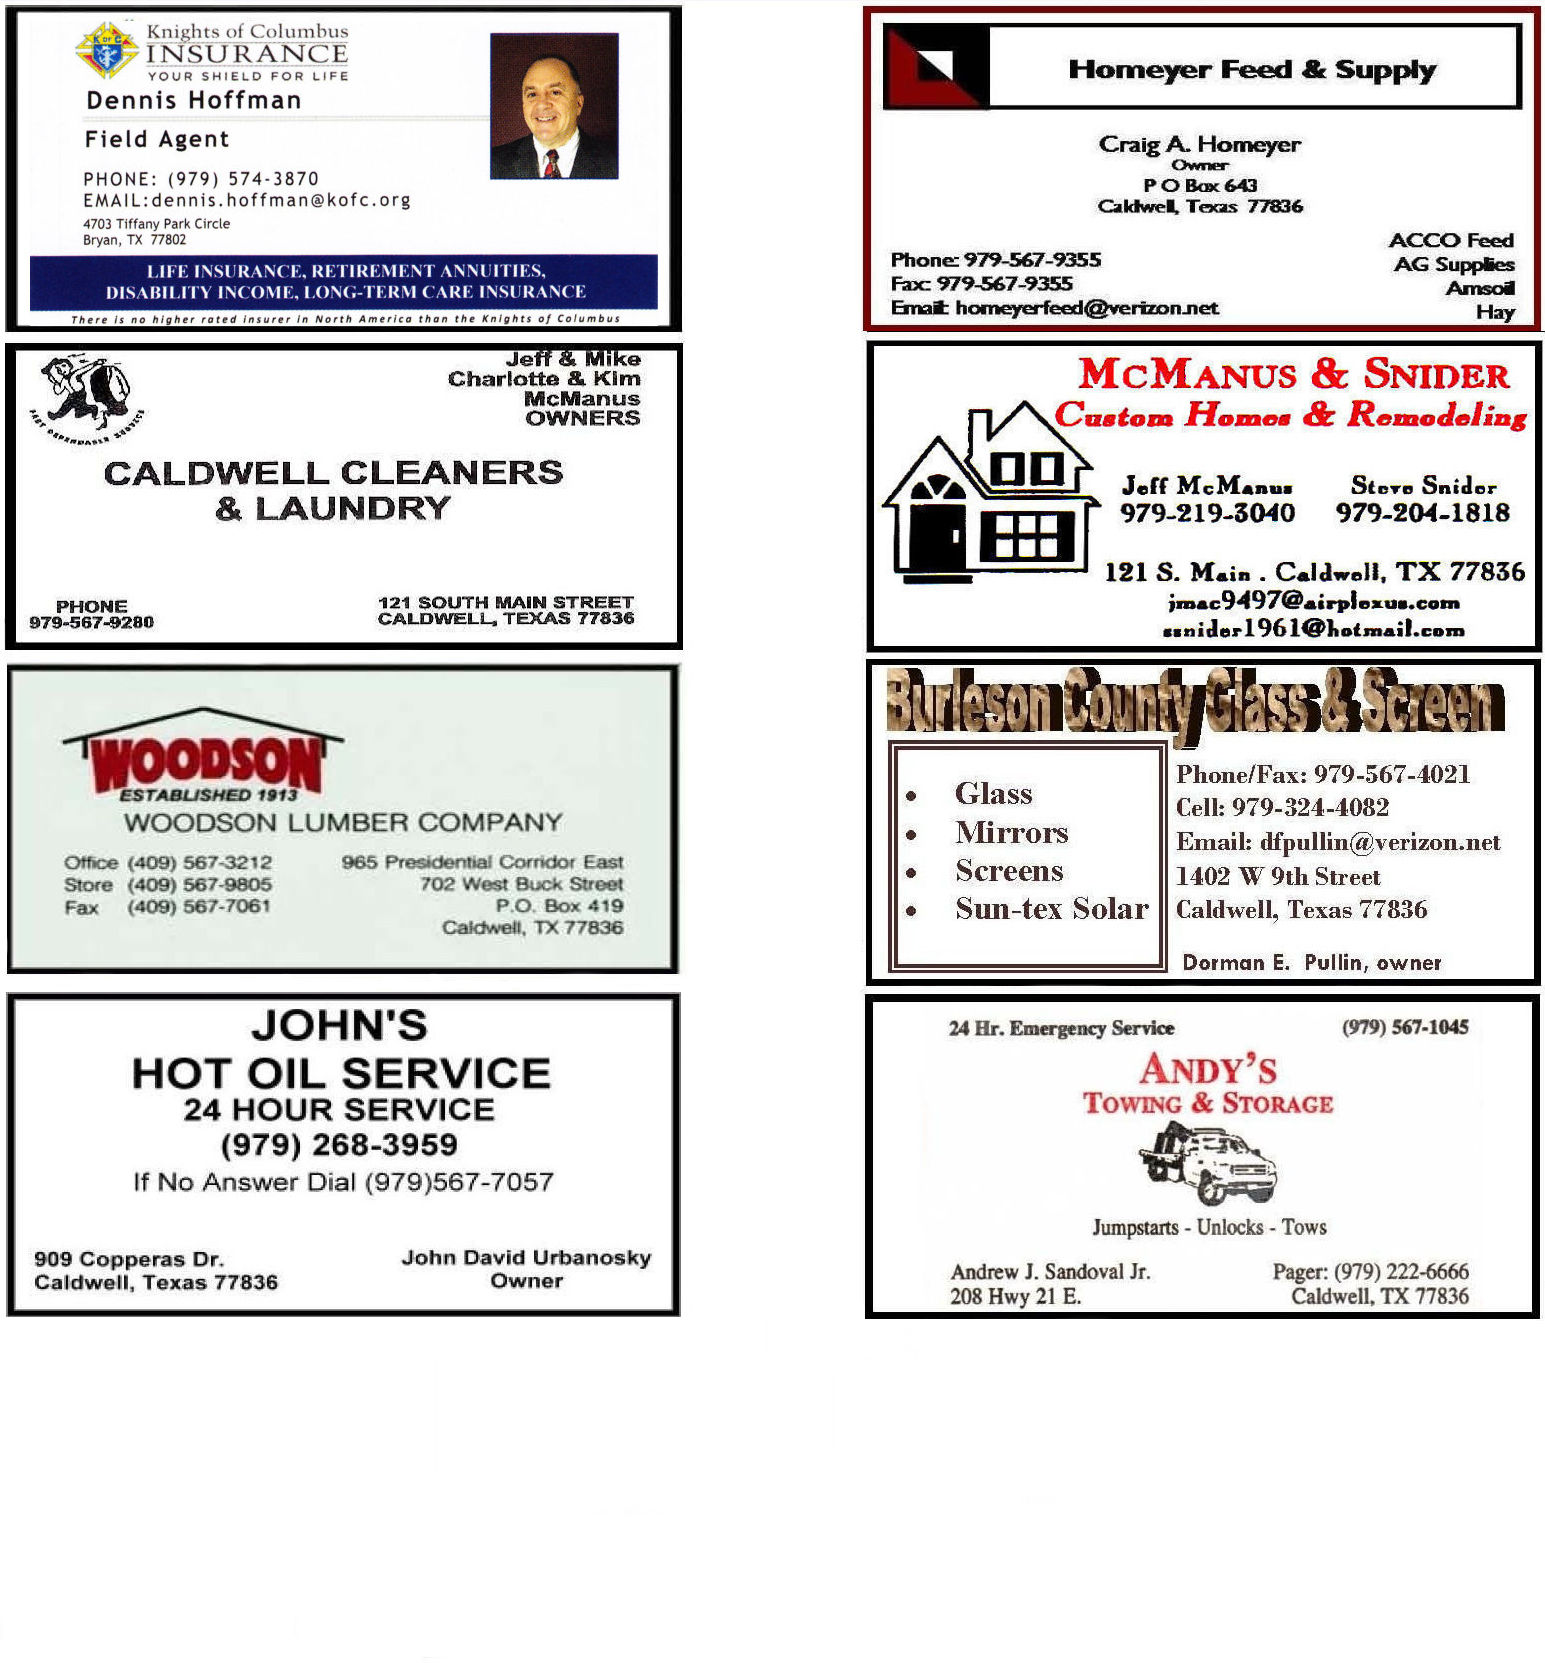 Knights of Columbus
INSURANCE
YOUR SHIELD FOR LIFE
Dennis Hoffman
Field Agent
PHONE: (979) 574-3870
EMAIL:dennis.hoffman@kofc.org
4703 Tiffany Park Circle
Bryan, TX 77802
LIFE INSURANCE, RETIREMENT ANNUITIES,
DISABILITY INCOME, LONG-TERM CARE INSURANCE
There is no higher rated insurer in North America than the Knights of Columbus
Homeyer Feed & Supply
Craig A. Homeyer
Owner
P O Box 643
Caldwell, Texas 77836
Phone: 979-567-9355
Fax: 979-567-9355
Email: homeyerfeed@verizon.net
ACCO Feed
AG Supplies
Amsoil
Hay
Jeff & Mike
Charlotte & Kim
McManus
OWNERS
FAST DEPENDABLE SERVICE
CALDWELL CLEANERS
& LAUNDRY
PHONE
979-567-9280
121 SOUTH MAIN STREET
CALDWELL, TEXAS 77836
MCMANUS & SNIDER
Custom Homes & Remodeling
Jeff McManus Steve Snider
979-219-3040 979-204-1818
121 S. Main . Caldwell, TX 77836
jmac9497@airplexus.com
ssnider1961@hotmail.com
WOODSON
ESTABLISHED 1913
WOODSON LUMBER COMPANY
Office (409) 567-3212
Store (409) 567-9805
Fax (409) 567-7061
965 Presidential Corridor East
702 West Buck Street
P.O. Box 419
Caldwell, TX 77836
Burleson County Glass & Screen
• Glass
• Mirrors
• Screens
• Sun-tex Solar
Phone/Fax: 979-567-4021
Cell: 979-324-4082
Email: dfpullin@verizon.net
1402 W 9th Street
Caldwell, Texas 77836
Dorman E. Pullin, owner
JOHN'S
HOT OIL SERVICE
24 HOUR SERVICE
(979) 268-3959
If No Answer Dial (979)567-7057
909 Copperas Dr.
Caldwell, Texas 77836
John David Urbanosky
Owner
24 Hr. Emergency Service (979) 567-1045
ANDY'S
TOWING & STORAGE
Jumpstarts - Unlocks - Tows
Andrew J. Sandoval Jr.
208 Hwy 21 E.
Pager: (979) 222-6666
Caldwell, TX 77836